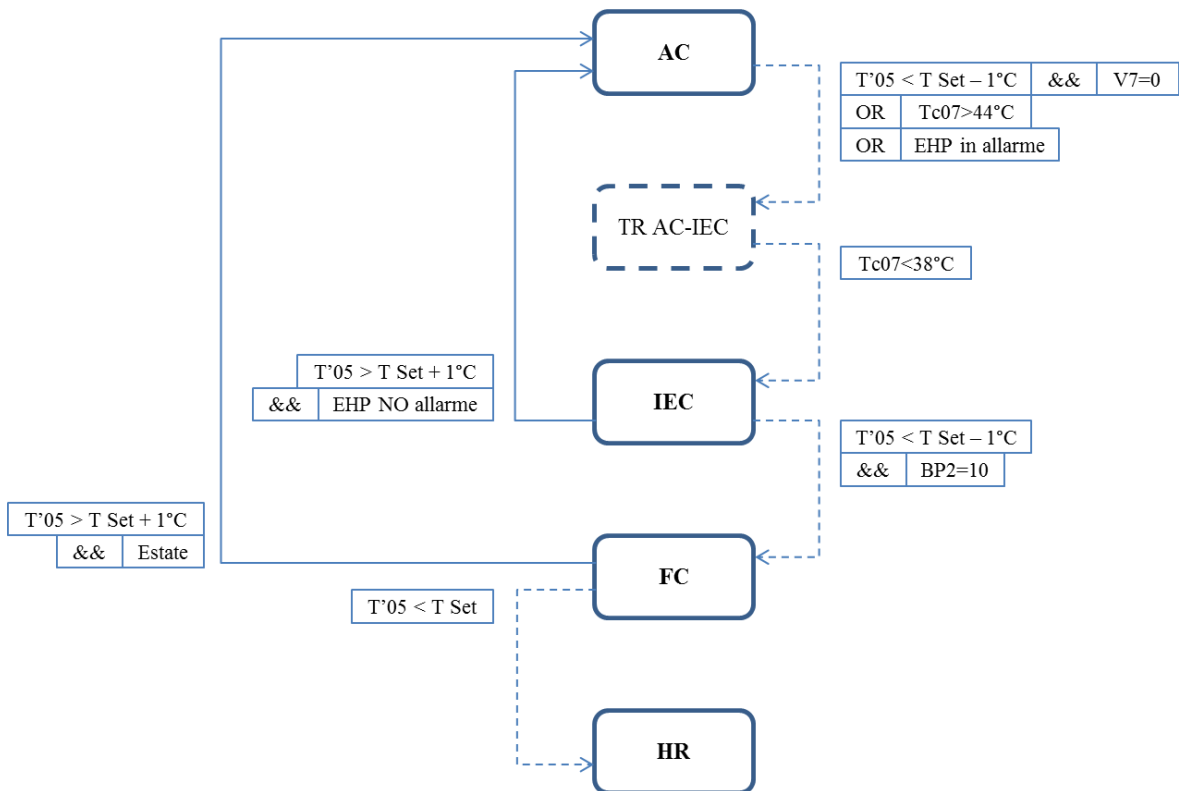 AC
T’05 < T Set – 1°C && V7=0
OR Tc07>44°C
OR EHP in allarme
TR AC-IEC
Tc07<38°C
T’05 > T Set + 1°C
&& EHP NO allarme
IEC
T’05 < T Set – 1°C
&& BP2=10
T’05 > T Set + 1°C
&& Estate
FC
T’05 < T Set
HR